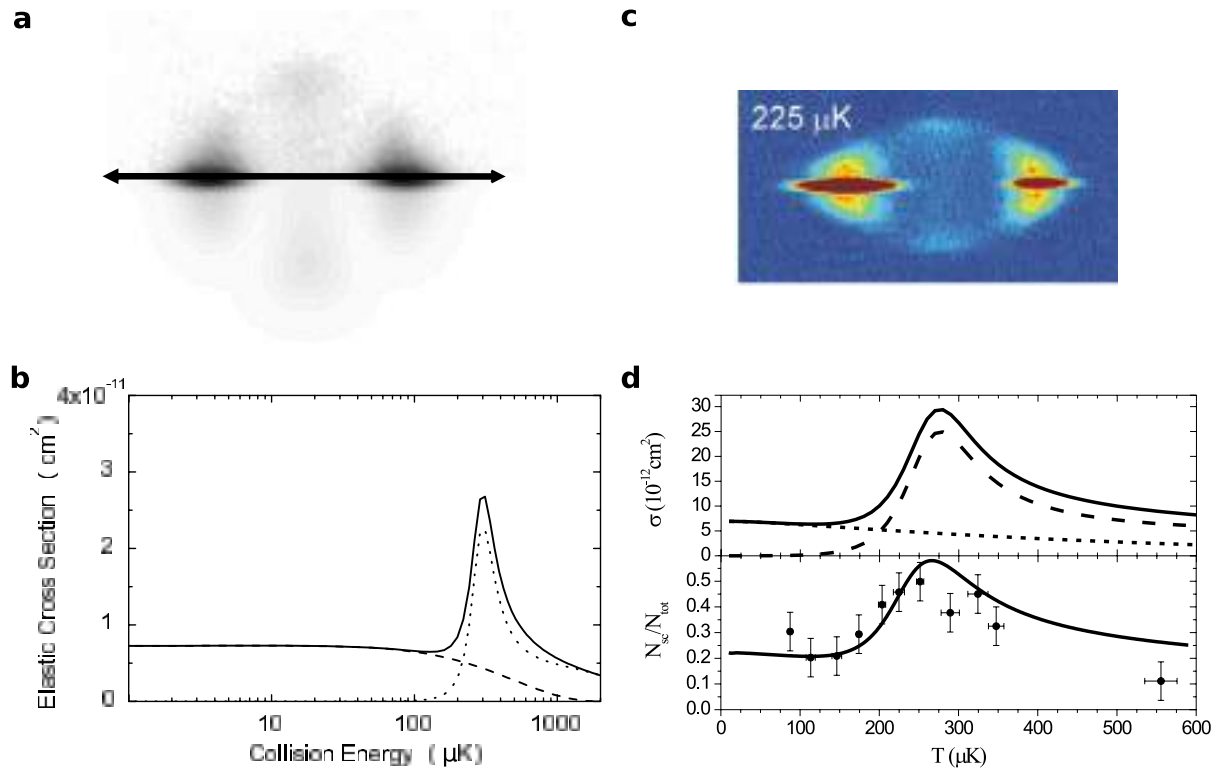 a
c
225 μK
b
4x10⁻¹¹
3
2
1
0
Elastic Cross Section ( cm²)
10
100
1000
Collision Energy ( μK)
d
30
25
20
15
10
5
0
σ (10⁻¹²cm²)
0.5
0.4
0.3
0.2
0.1
0.0
N_sc/N_tot
0
100
200
300
400
500
600
T (μK)